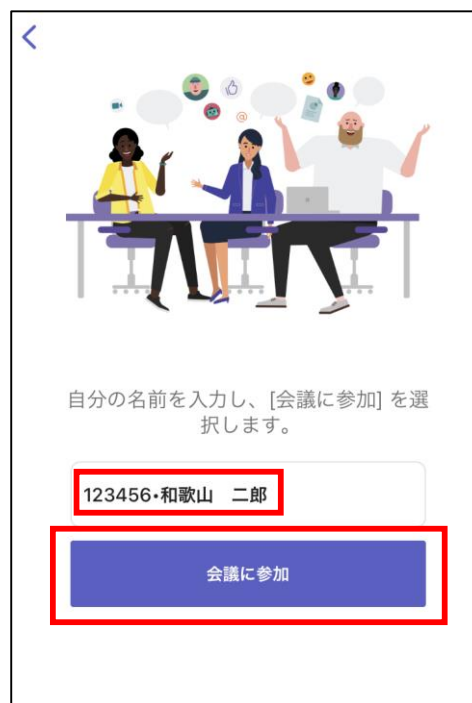 自分の名前を入力し、[会議に参加] を選
択します。
123456・和歌山　二郎
会議に参加